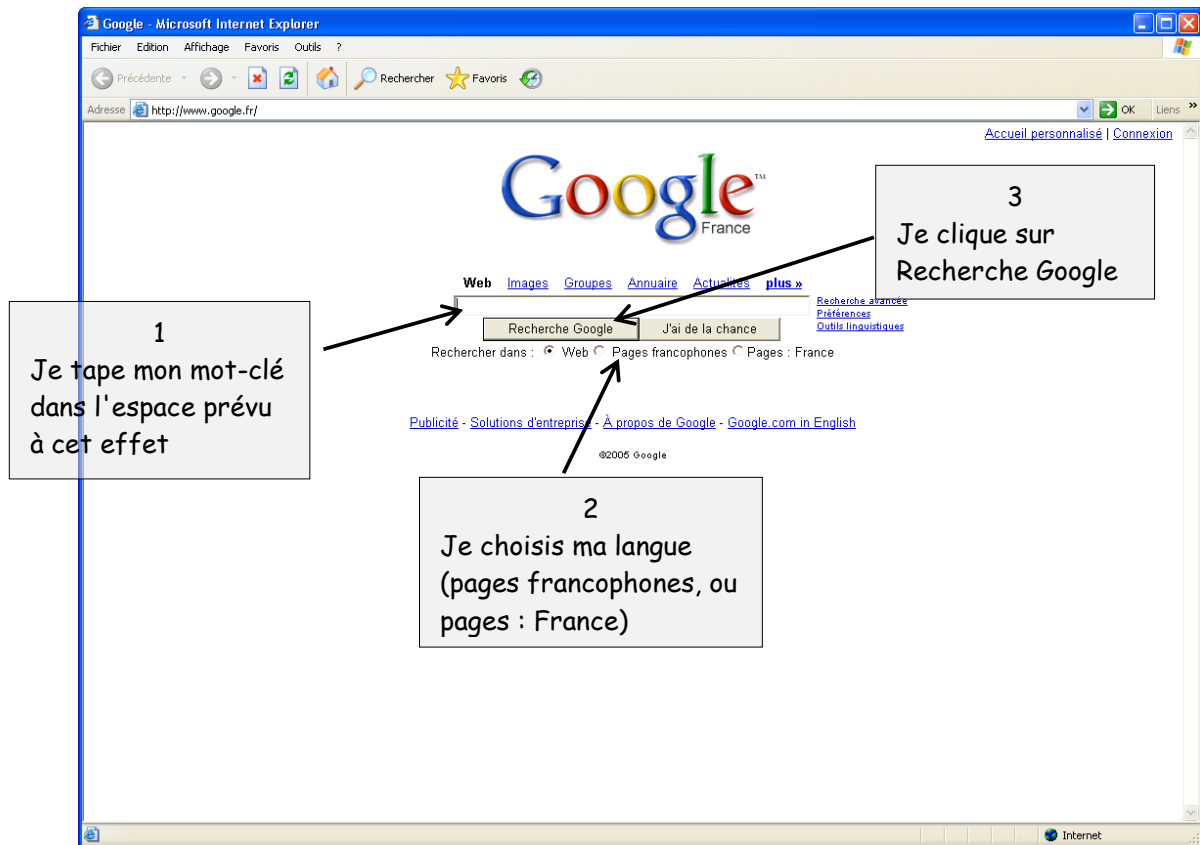 Google - Microsoft Internet Explorer
Fichier Edition Affichage Favoris Outils ?
Précédente Rechercher Favoris
Adresse http://www.google.fr/ OK Liens »
Accueil personnalisé | Connexion
Google™
France
Web Images Groupes Annuaire Actualités plus »
Recherche avancée
Préférences
Outils linguistiques
Recherche Google J'ai de la chance
Rechercher dans : Web Pages francophones Pages : France
1
Je tape mon mot-clé
dans l'espace prévu
à cet effet
3
Je clique sur
Recherche Google
Publicité - Solutions d'entreprise - À propos de Google - Google.com in English
©2005 Google
2
Je choisis ma langue
(pages francophones, ou
pages : France)
Internet